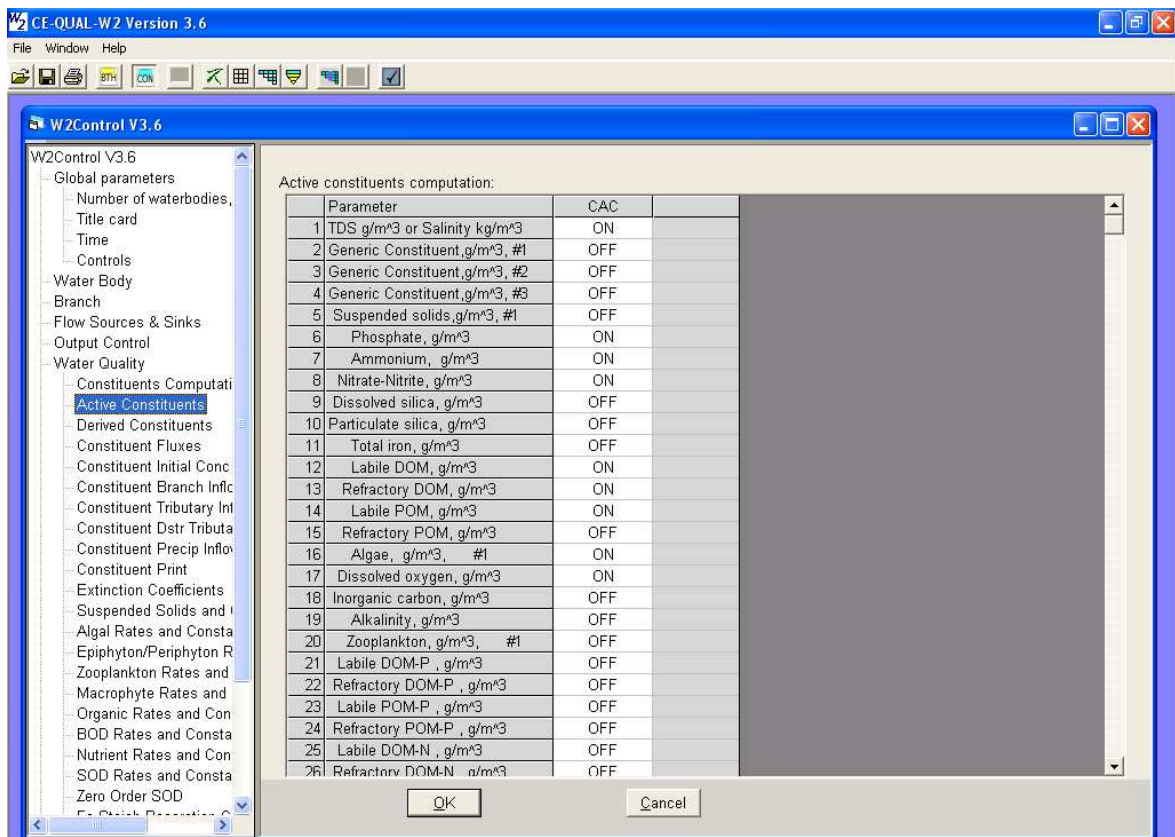 W2 CE-QUAL-W2 Version 3.6
File Window Help
BTH CON
W2Control V3.6
W2Control V3.6
Global parameters
Number of waterbodies,
Title card
Time
Controls
Water Body
Branch
Flow Sources & Sinks
Output Control
Water Quality
Constituents Computati
Active Constituents
Derived Constituents
Constituent Fluxes
Constituent Initial Conc
Constituent Branch Inflc
Constituent Tributary Inf
Constituent Dstr Tributa
Constituent Precip Inflov
Constituent Print
Extinction Coefficients
Suspended Solids and
Algal Rates and Consta
Epiphyton/Periphyton R
Zooplankton Rates and
Macrophyte Rates and
Organic Rates and Con
BOD Rates and Consta
Nutrient Rates and Con
SOD Rates and Consta
Zero Order SOD
Active constituents computation:
Parameter CAC
1 TDS g/m^3 or Salinity kg/m^3 ON
2 Generic Constituent,g/m^3, #1 OFF
3 Generic Constituent,g/m^3, #2 OFF
4 Generic Constituent,g/m^3, #3 OFF
5 Suspended solids,g/m^3, #1 OFF
6 Phosphate, g/m^3 ON
7 Ammonium, g/m^3 ON
8 Nitrate-Nitrite, g/m^3 ON
9 Dissolved silica, g/m^3 OFF
10 Particulate silica, g/m^3 OFF
11 Total iron, g/m^3 OFF
12 Labile DOM, g/m^3 ON
13 Refractory DOM, g/m^3 ON
14 Labile POM, g/m^3 ON
15 Refractory POM, g/m^3 OFF
16 Algae, g/m^3, #1 ON
17 Dissolved oxygen, g/m^3 ON
18 Inorganic carbon, g/m^3 OFF
19 Alkalinity, g/m^3 OFF
20 Zooplankton, g/m^3, #1 OFF
21 Labile DOM-P , g/m^3 OFF
22 Refractory DOM-P , g/m^3 OFF
23 Labile POM-P , g/m^3 OFF
24 Refractory POM-P , g/m^3 OFF
25 Labile DOM-N , g/m^3 OFF
26 Refractory DOM-N , g/m^3 OFF
OK Cancel